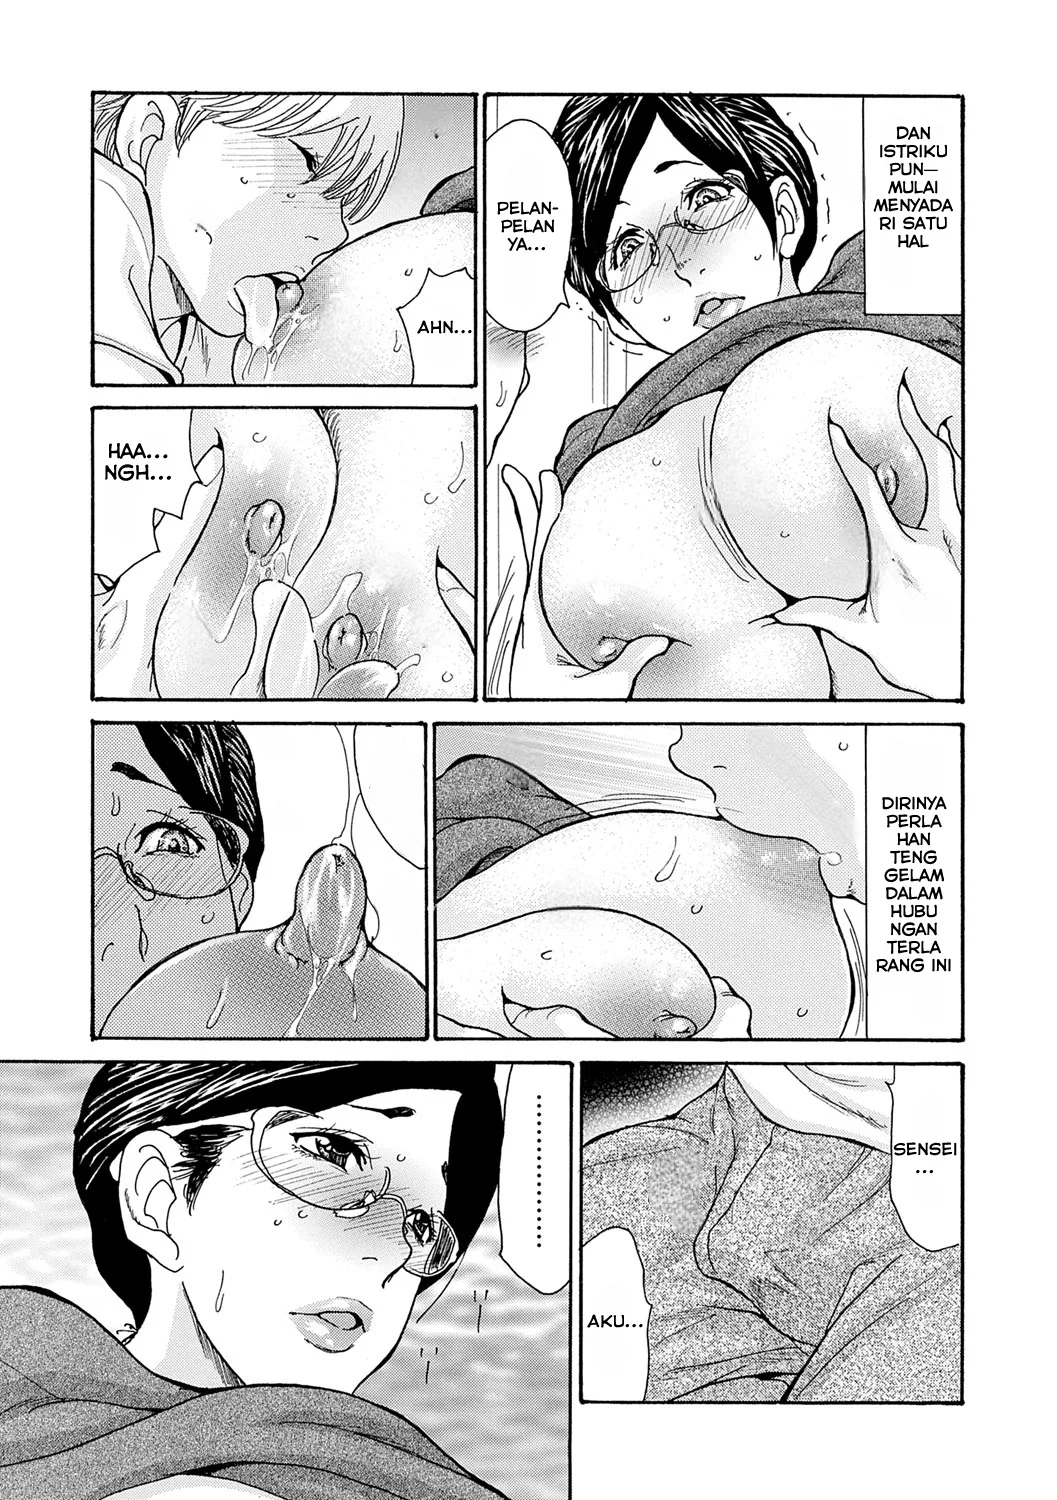 DAN
ISTRIKU
PUN—
MULAI
MENYADA
RI SATU
HAL
PELAN-
PELAN
YA...
AHN...
HAA...
NGH...
DIRINYA
PERLA
HAN
TENG
GELAM
DALAM
HUBU
NGAN
TERLA
RANG INI
SENSEI
...
AKU...
............